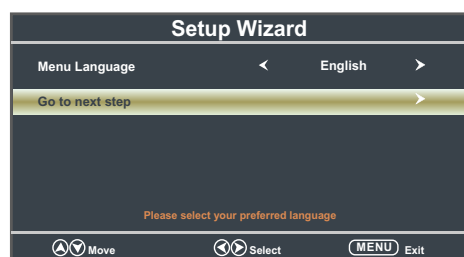 Setup Wizard
Menu Language English
Go to next step
Please select your preferred language
Move Select MENU Exit